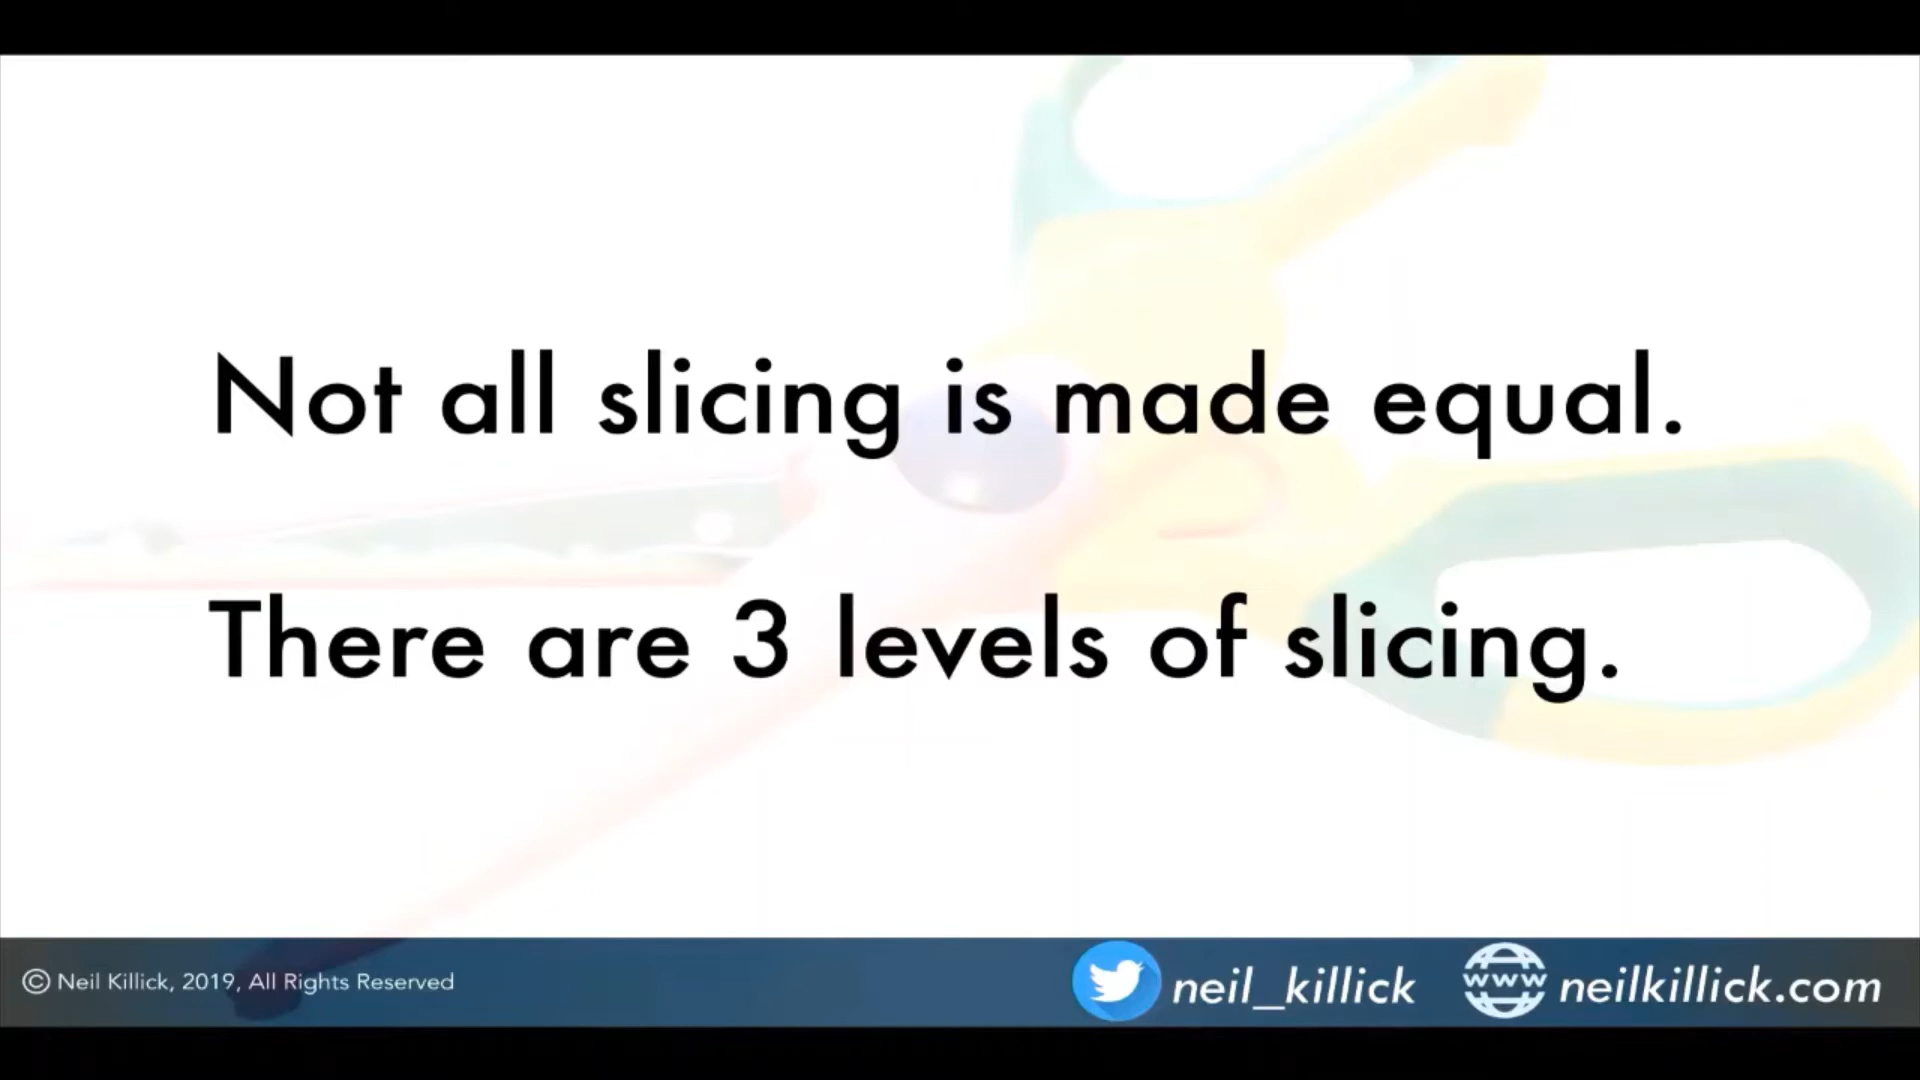 Not all slicing is made equal.
There are 3 levels of slicing.
© Neil Killick, 2019, All Rights Reserved
neil_killick
www neilkillick.com